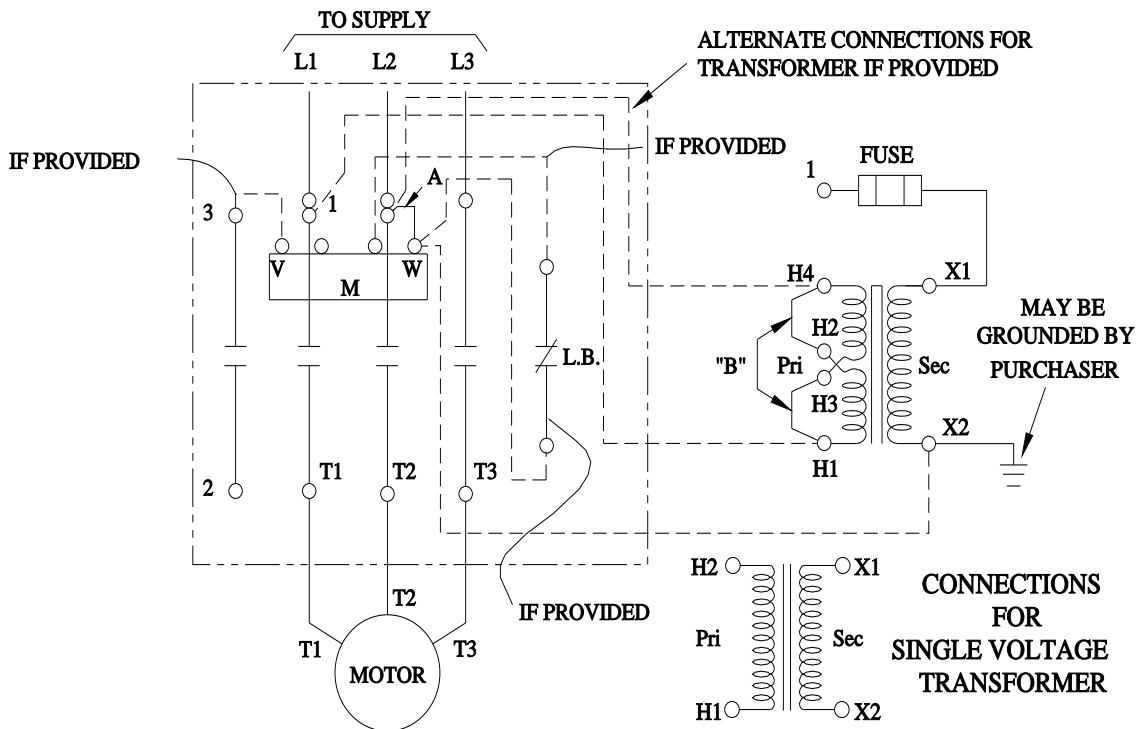 TO SUPPLY
L1 L2 L3
ALTERNATE CONNECTIONS FOR
TRANSFORMER IF PROVIDED
IF PROVIDED
IF PROVIDED
A
1
FUSE
3
1
V
W
M
H4
X1
MAY BE
GROUNDED BY
PURCHASER
L.B.
"B"
H2
Pri
H3
Sec
H1
X2
2
T1
T2
T3
H2
X1
CONNECTIONS
FOR
SINGLE VOLTAGE
TRANSFORMER
T2
IF PROVIDED
T1
T3
Pri
Sec
MOTOR
H1
X2